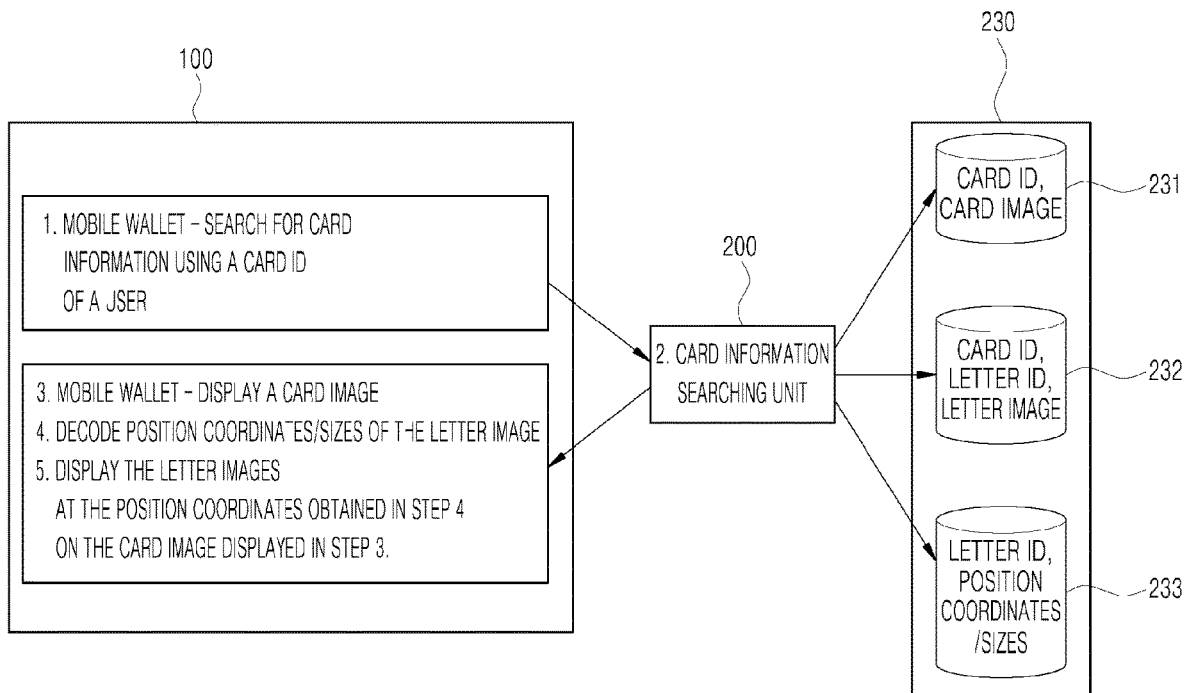 100
1. MOBILE WALLET – SEARCH FOR CARD
INFORMATION USING A CARD ID
OF A USER
3. MOBILE WALLET – DISPLAY A CARD IMAGE
4. DECODE POSITION COORDINATES/SIZES OF THE LETTER IMAGE
5. DISPLAY THE LETTER IMAGES
AT THE POSITION COORDINATES OBTAINED IN STEP 4
ON THE CARD IMAGE DISPLAYED IN STEP 3.
200
2. CARD INFORMATION
SEARCHING UNIT
230
CARD ID,
CARD IMAGE
231
CARD ID,
LETTER ID,
LETTER IMAGE
232
LETTER ID,
POSITION
COORDINATES
/SIZES
233